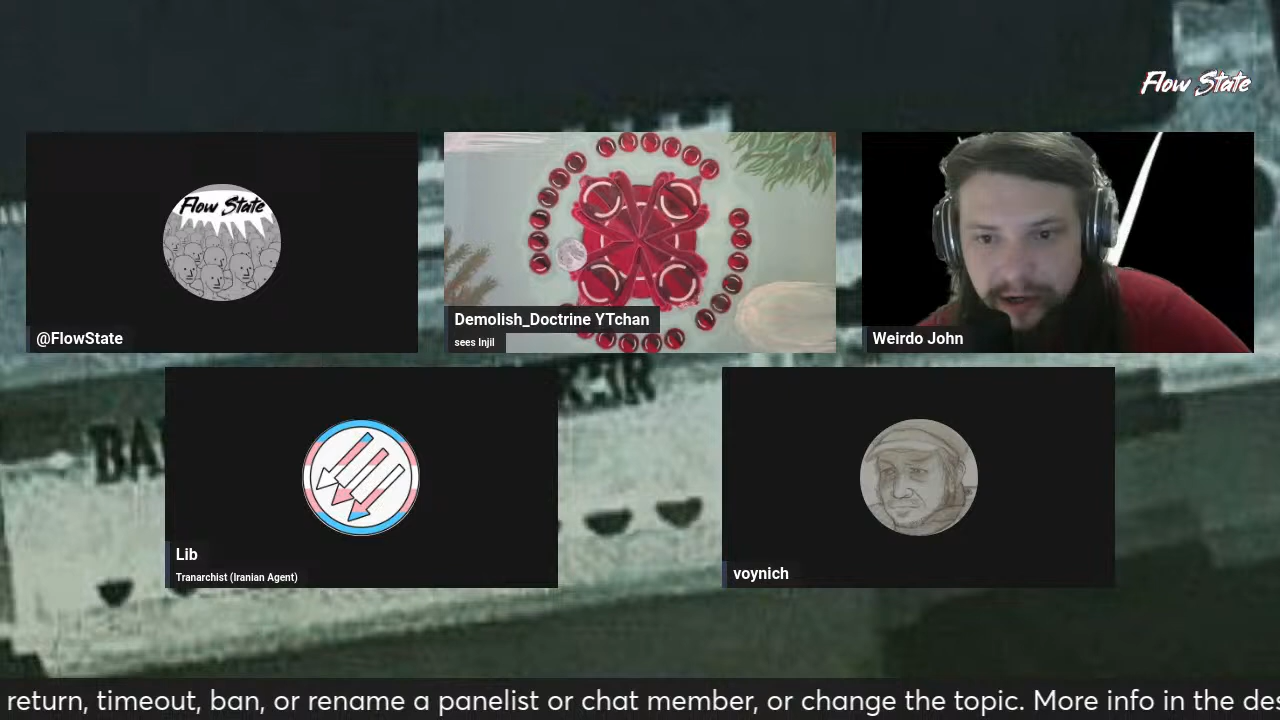 Flow State
Flow State
@FlowState
Demolish_Doctrine YTchan
sees Injil
Weirdo John
BA
Lib
Tranarchist (Iranian Agent)
voynich
return, timeout, ban, or rename a panelist or chat member, or change the topic. More info in the des